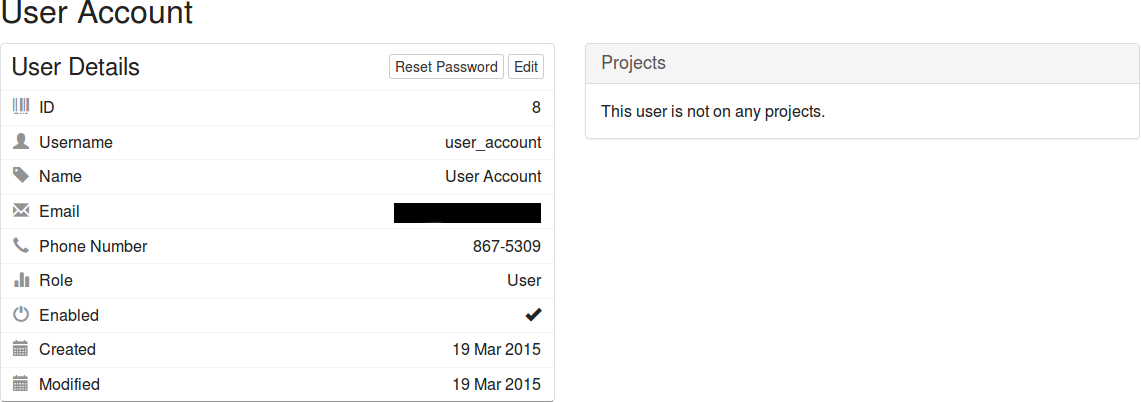 User Account
User Details Reset Password Edit
ID 8
Username user_account
Name User Account
Email
Phone Number 867-5309
Role User
Enabled
Created 19 Mar 2015
Modified 19 Mar 2015
Projects
This user is not on any projects.